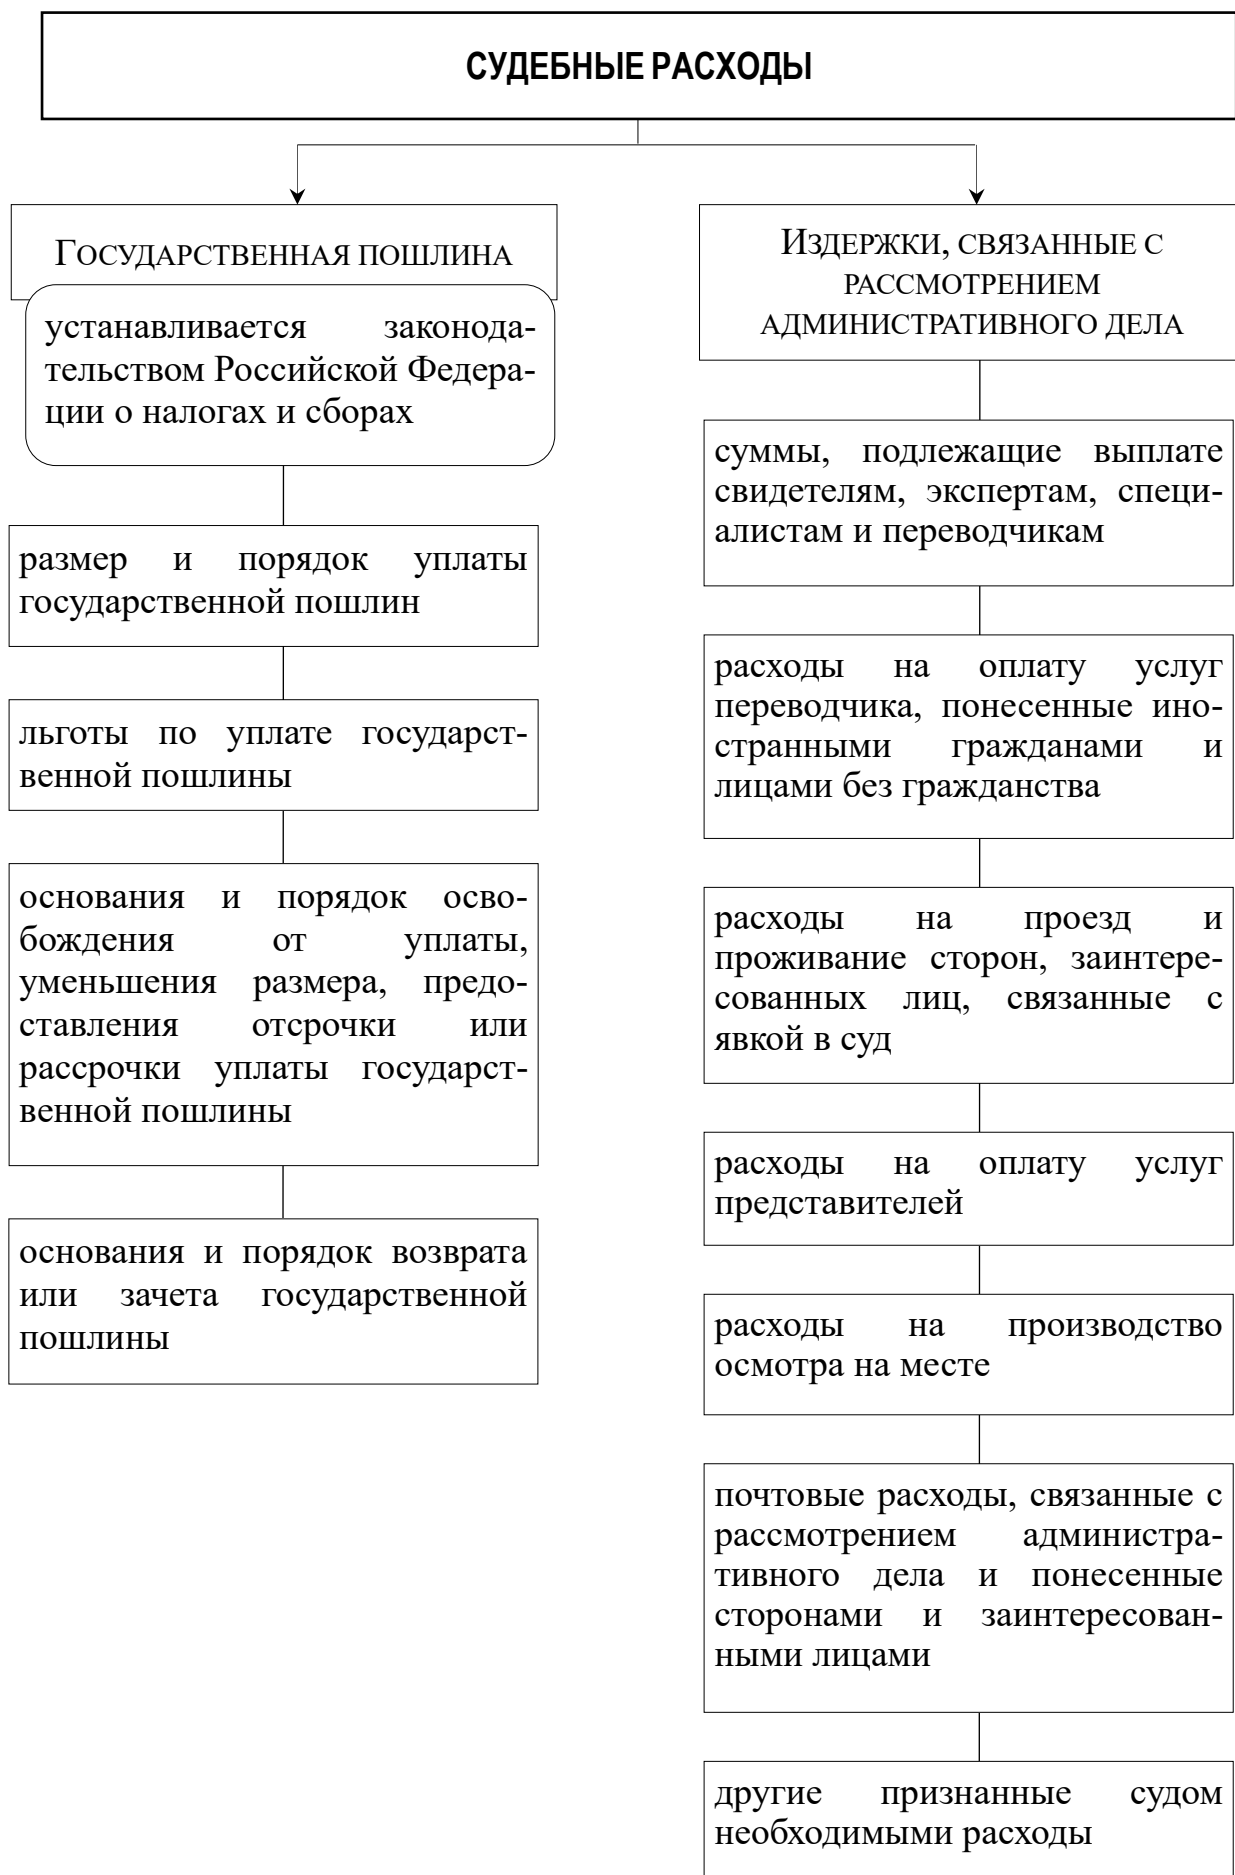 СУДЕБНЫЕ РАСХОДЫ
ГОСУДАРСТВЕННАЯ ПОШЛИНА
устанавливается законода-
тельством Российской Федера-
ции о налогах и сборах
размер и порядок уплаты
государственной пошлин
льготы по уплате государст-
венной пошлины
основания и порядок осво-
бождения от уплаты,
уменьшения размера, предо-
ставления отсрочки или
рассрочки уплаты государст-
венной пошлины
основания и порядок возврата
или зачета государственной
пошлины
ИЗДЕРЖКИ, СВЯЗАННЫЕ С
РАССМОТРЕНИЕМ
АДМИНИСТРАТИВНОГО ДЕЛА
суммы, подлежащие выплате
свидетелям, экспертам, специ-
алистам и переводчикам
расходы на оплату услуг
переводчика, понесенные ино-
странными гражданами и
лицами без гражданства
расходы на проезд и
проживание сторон, заинтере-
сованных лиц, связанные с
явкой в суд
расходы на оплату услуг
представителей
расходы на производство
осмотра на месте
почтовые расходы, связанные с
рассмотрением администра-
тивного дела и понесенные
сторонами и заинтересован-
ными лицами
другие признанные судом
необходимыми расходы